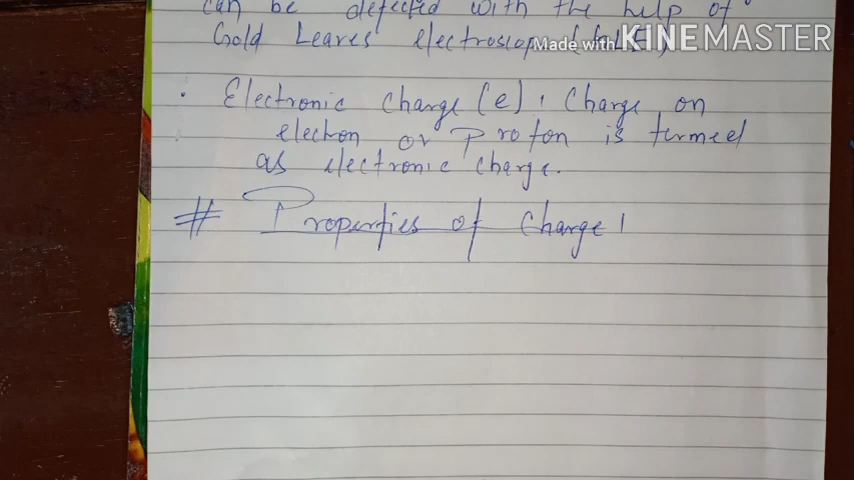 can be detected with the help of
Gold Leaves electroscope (GLE)
Made with KINEMASTER
. Electronic charge (e), Charge on
electron or Proton is termed
as electronic charge.
# Properties of Charge!